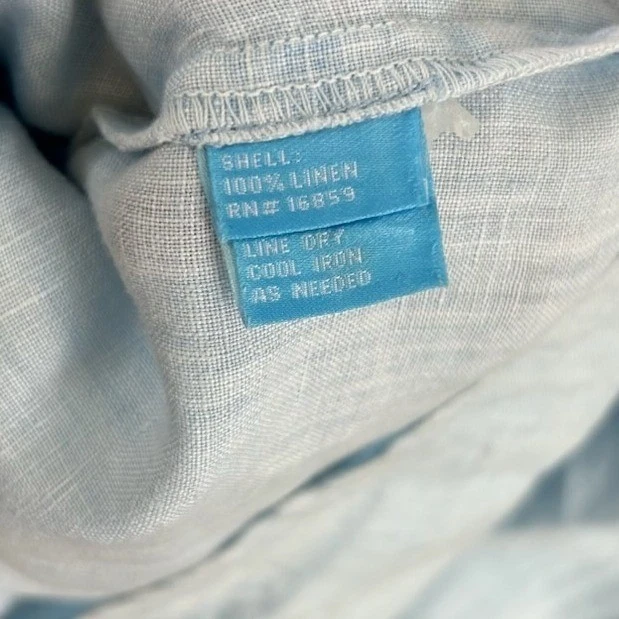 SHELL:
100% LINEN
RN# 16859
LINE DRY
COOL IRON
AS NEEDED